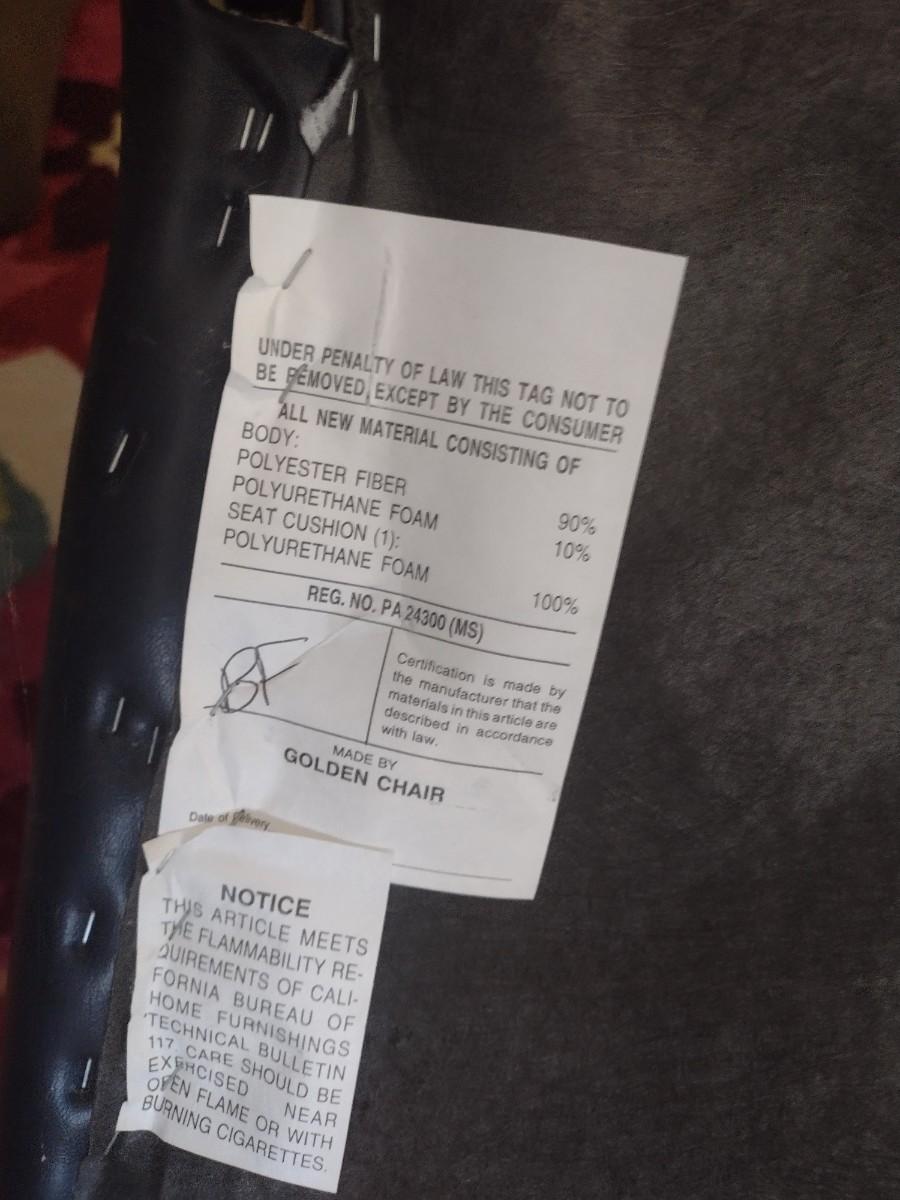 UNDER PENALTY OF LAW THIS TAG NOT TO
BE REMOVED EXCEPT BY THE CONSUMER
ALL NEW MATERIAL CONSISTING OF
BODY:
POLYESTER FIBER 90%
POLYURETHANE FOAM 10%
SEAT CUSHION (1):
POLYURETHANE FOAM 100%
REG. NO. PA 24300 (MS)
BF
Certification is made by
the manufacturer that the
materials in this article are
described in accordance
with law.
MADE BY
GOLDEN CHAIR
Date of Delivery
NOTICE
THIS ARTICLE MEETS
THE FLAMMABILITY RE-
QUIREMENTS OF CALI-
FORNIA BUREAU OF
HOME FURNISHINGS
TECHNICAL BULLETIN
117 CARE SHOULD BE
EXERCISED NEAR
OPEN FLAME OR WITH
BURNING CIGARETTES.